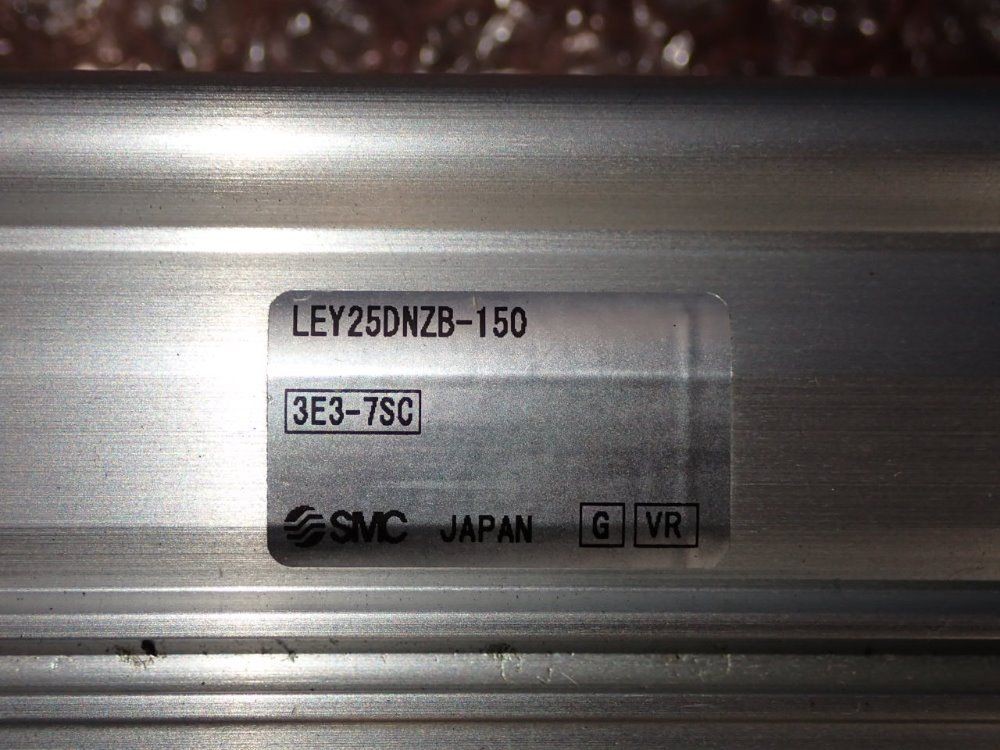 LEY25DNZB-150
3E3-7SC
SMC JAPAN G VR